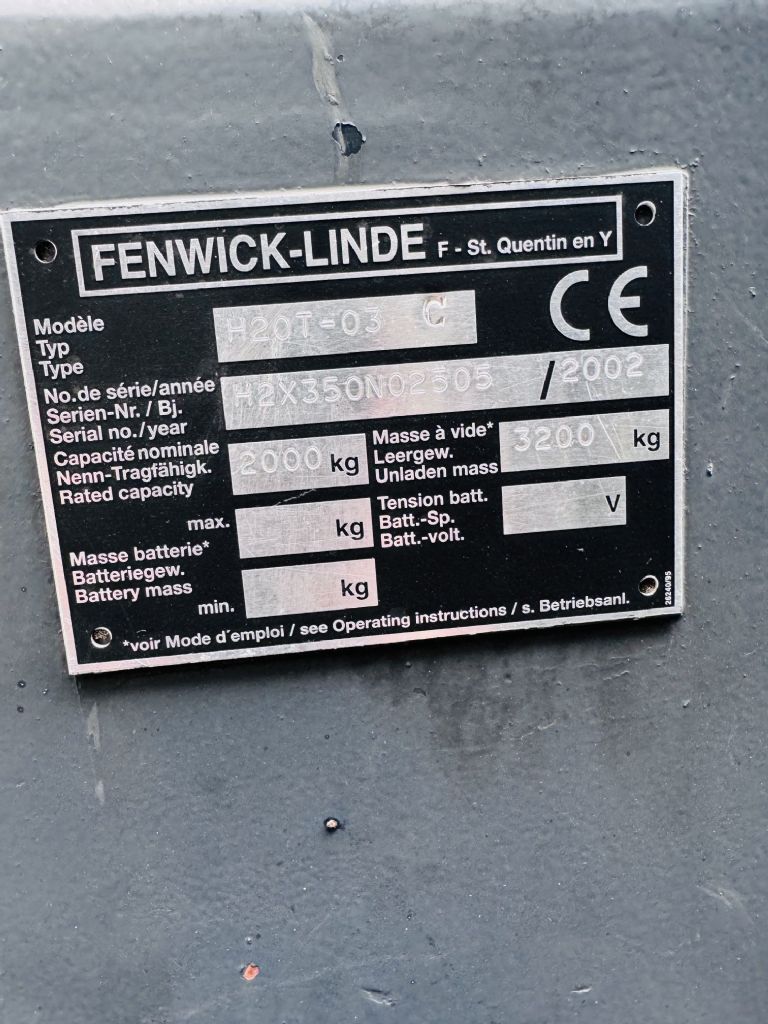 FENWICK-LINDE F - St. Quentin en Y
CE
Modèle
Typ
Type
H20T-03 C
No.de série/année
Serien-Nr. / Bj.
Serial no./year
H2X350N02505 / 2002
Capacité nominale
Nenn-Tragfähigk.
Rated capacity
2000 kg
Masse à vide*
Leergew.
Unladen mass
3200 kg
max. kg
Tension batt.
Batt.-Sp.
Batt.-volt.
V
Masse batterie*
Batteriegew.
Battery mass
min. kg
*voir Mode d'emploi / see Operating instructions / s. Betriebsanl.
26240/95